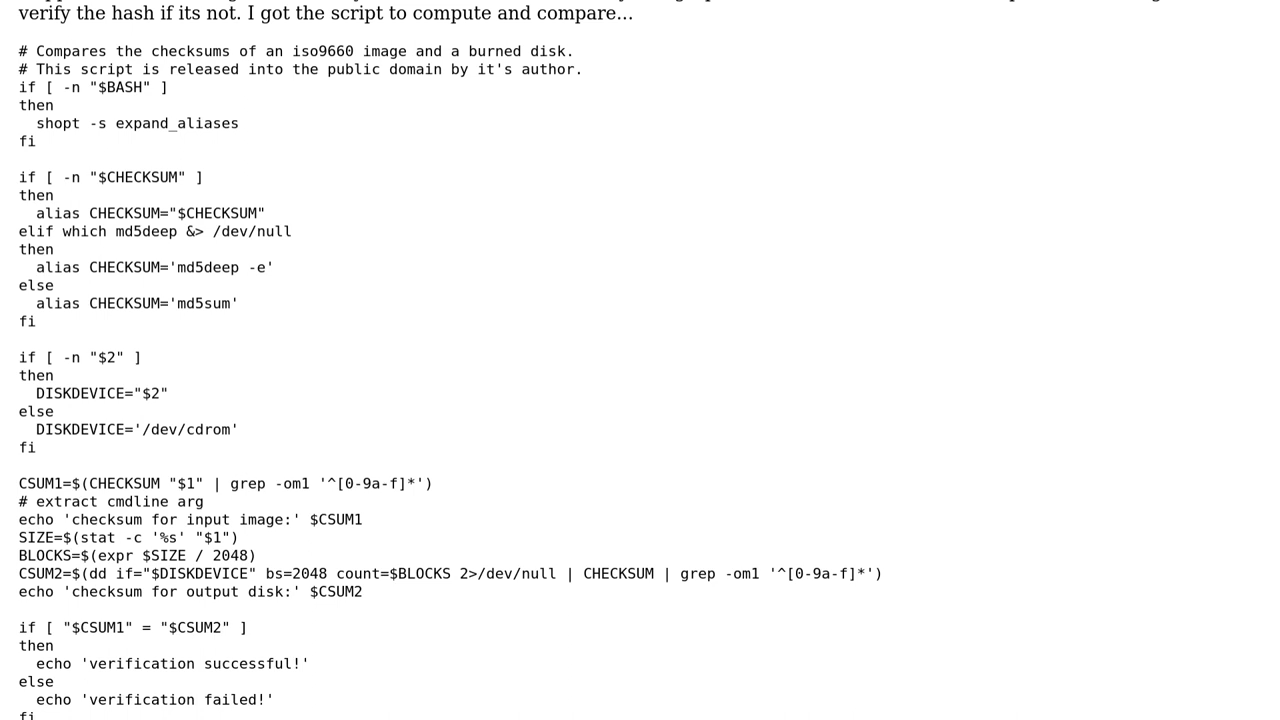 verify the hash if its not. I got the script to compute and compare...
# Compares the checksums of an iso9660 image and a burned disk.
# This script is released into the public domain by it's author.
if [ -n "$BASH" ]
then
  shopt -s expand_aliases
fi

if [ -n "$CHECKSUM" ]
then
  alias CHECKSUM="$CHECKSUM"
elif which md5deep &> /dev/null
then
  alias CHECKSUM='md5deep -e'
else
  alias CHECKSUM='md5sum'
fi

if [ -n "$2" ]
then
  DISKDEVICE="$2"
else
  DISKDEVICE='/dev/cdrom'
fi

CSUM1=$(CHECKSUM "$1" | grep -om1 '^[0-9a-f]*')
# extract cmdline arg
echo 'checksum for input image:' $CSUM1
SIZE=$(stat -c '%s' "$1")
BLOCKS=$(expr $SIZE / 2048)
CSUM2=$(dd if="$DISKDEVICE" bs=2048 count=$BLOCKS 2>/dev/null | CHECKSUM | grep -om1 '^[0-9a-f]*')
echo 'checksum for output disk:' $CSUM2

if [ "$CSUM1" = "$CSUM2" ]
then
  echo 'verification successful!'
else
  echo 'verification failed!'
fi